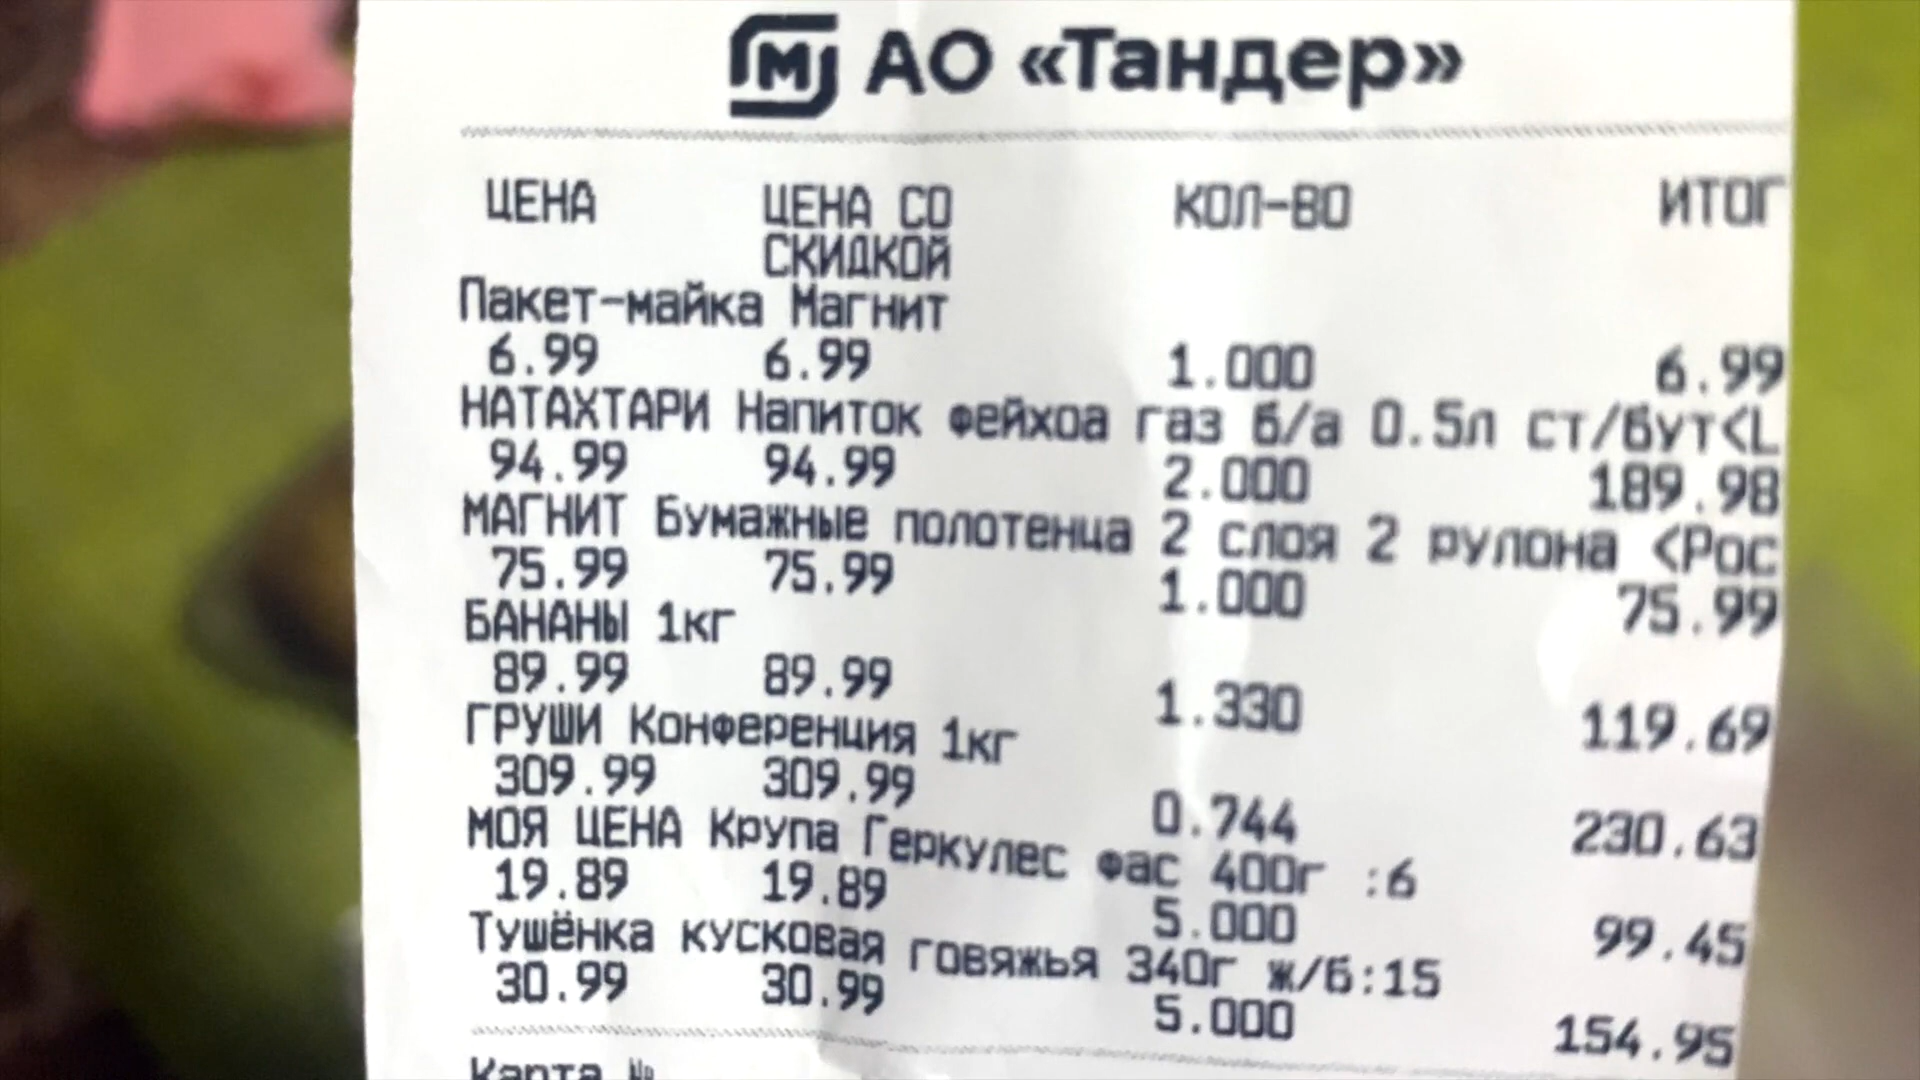 М АО «Тандер»
ЦЕНА ЦЕНА СО СКИДКОЙ КОЛ-ВО ИТОГ
Пакет-майка Магнит
6.99 6.99 1.000 6.99
НАТАХТАРИ Напиток фейхоа газ б/а 0.5л ст/бут<L
94.99 94.99 2.000 189.98
МАГНИТ Бумажные полотенца 2 слоя 2 рулона <Рос
75.99 75.99 1.000 75.99
БАНАНЫ 1кг
89.99 89.99 1.330 119.69
ГРУШИ Конференция 1кг
309.99 309.99 0.744 230.63
МОЯ ЦЕНА Крупа Геркулес фас 400г :6
19.89 19.89 5.000 99.45
Тушёнка кусковая говяжья 340г ж/б:15
30.99 30.99 5.000 154.95
Карта №